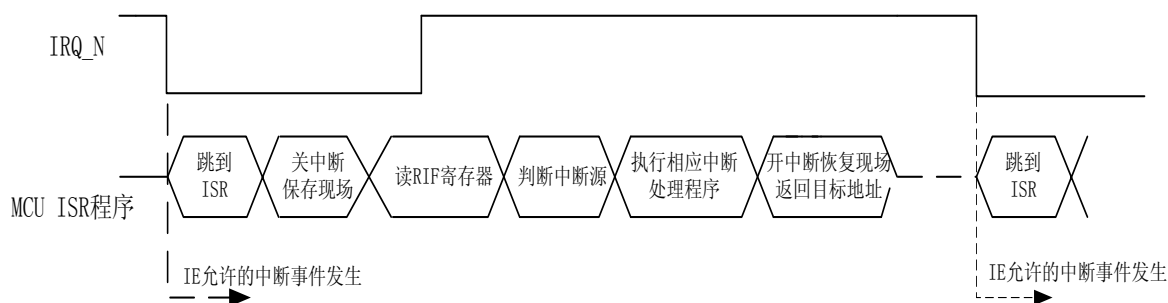 IRQ_N
MCU ISR程序
跳到
ISR
关中断
保存现场
读RIF寄存器
判断中断源
执行相应中断
处理程序
开中断恢复现场
返回目标地址
跳到
ISR
IE允许的中断事件发生
IE允许的中断事件发生